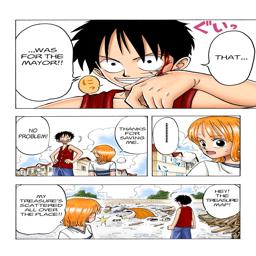 ぐいっ
THAT...
...WAS
FOR THE
MAYOR!!
THANKS
FOR
SAVING
ME.
NO
PROBLEM!
HEY!
THE
TREASURE
MAP!
MY
TREASURE'S
SCATTERED
ALL OVER
THE PLACE!!